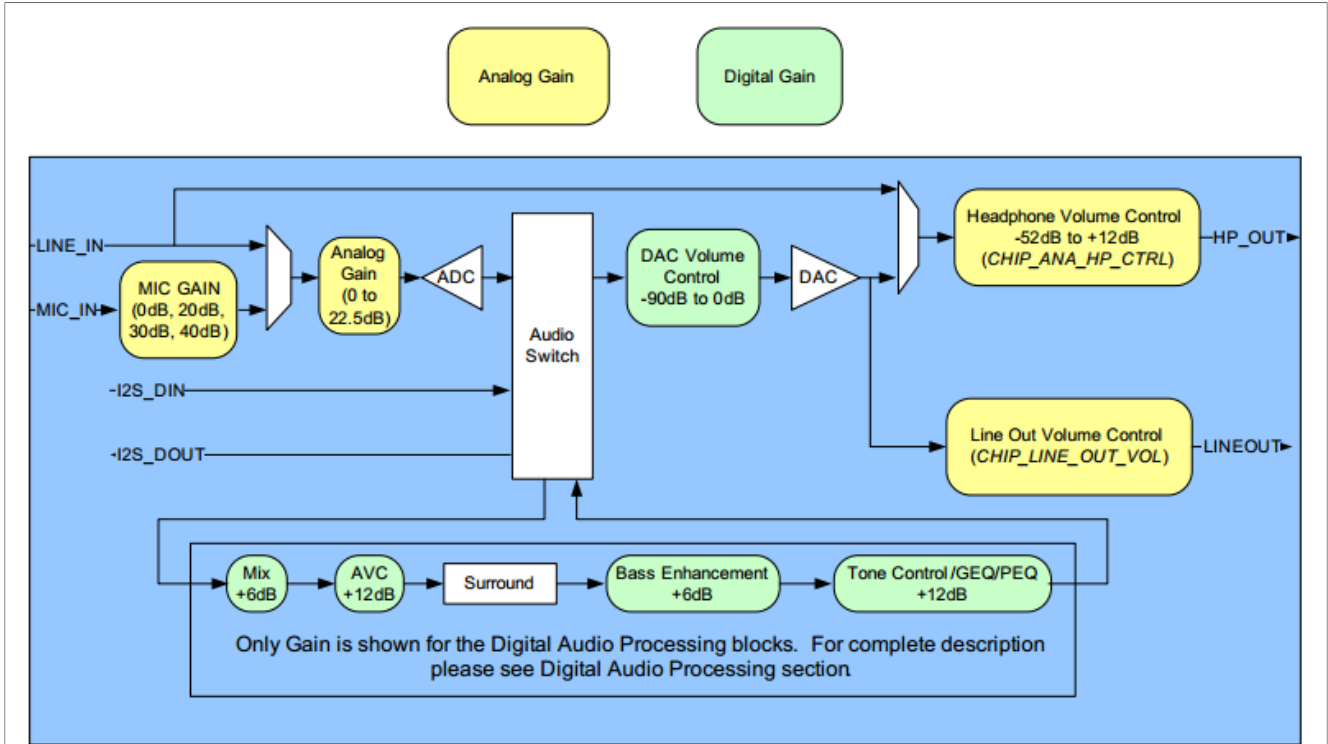 Analog Gain
Digital Gain
LINE_IN
MIC_IN
MIC GAIN
(0dB, 20dB,
30dB, 40dB)
Analog
Gain
(0 to
22.5dB)
ADC
I2S_DIN
I2S_DOUT
Audio
Switch
DAC Volume
Control
-90dB to 0dB
DAC
Headphone Volume Control
-52dB to +12dB
(CHIP_ANA_HP_CTRL)
HP_OUT
Line Out Volume Control
(CHIP_LINE_OUT_VOL)
LINEOUT
Mix
+6dB
AVC
+12dB
Surround
Bass Enhancement
+6dB
Tone Control/GEQ/PEQ
+12dB
Only Gain is shown for the Digital Audio Processing blocks.  For complete description
please see Digital Audio Processing section.